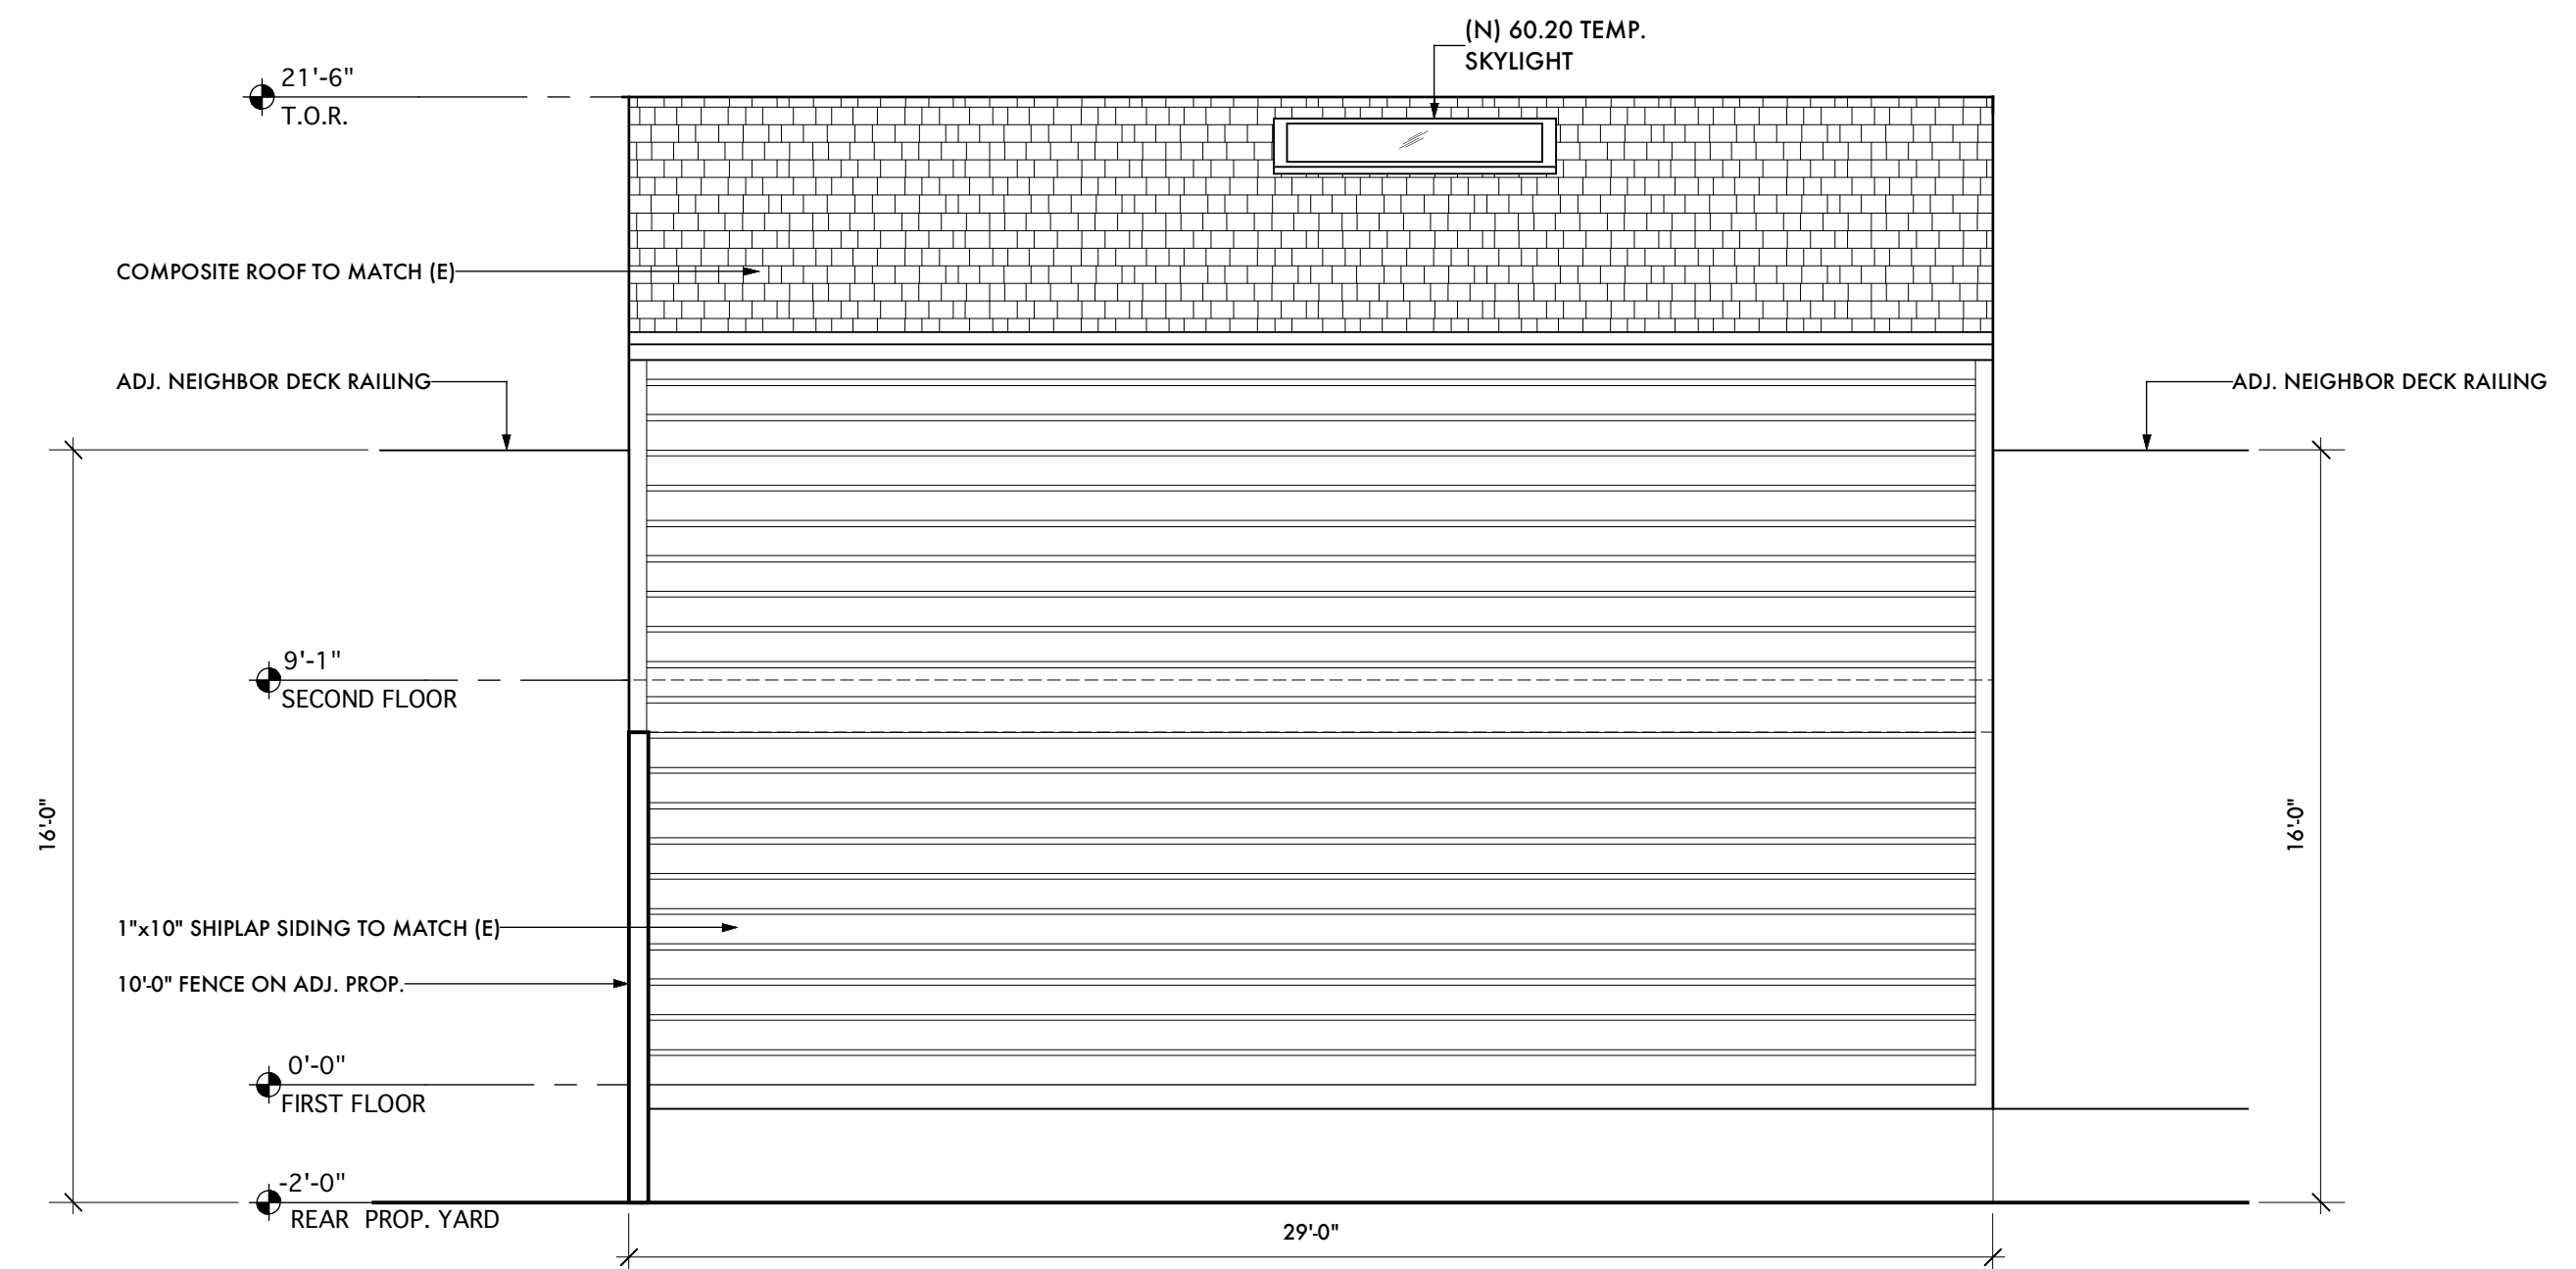 (N) 60.20 TEMP.
SKYLIGHT
21'-6"
T.O.R.
COMPOSITE ROOF TO MATCH (E)
ADJ. NEIGHBOR DECK RAILING
ADJ. NEIGHBOR DECK RAILING
9'-1"
SECOND FLOOR
16'-0"
16'-0"
1"x10" SHIPLAP SIDING TO MATCH (E)
10'-0" FENCE ON ADJ. PROP.
0'-0"
FIRST FLOOR
-2'-0"
REAR PROP. YARD
29'-0"